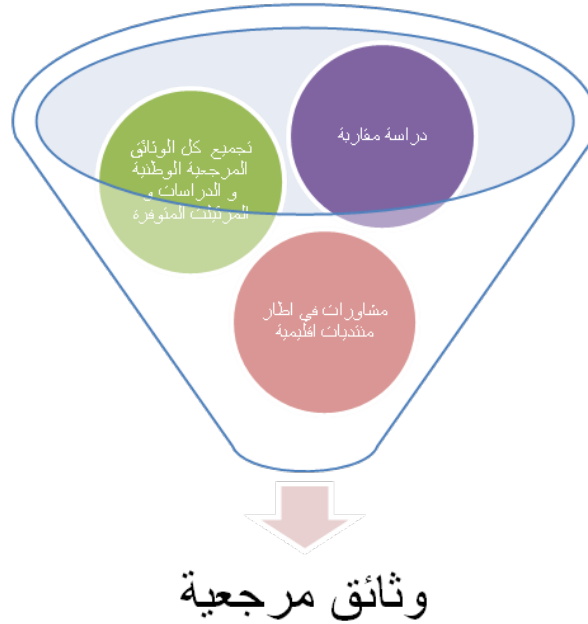 دراسة مقاربة
تجميع كل الوثائق
المرجعية الوطنية
و الدراسات و
المرئيات المتوفرة
مشاورات في اطار
منتديات اقليمية
وثائق مرجعية